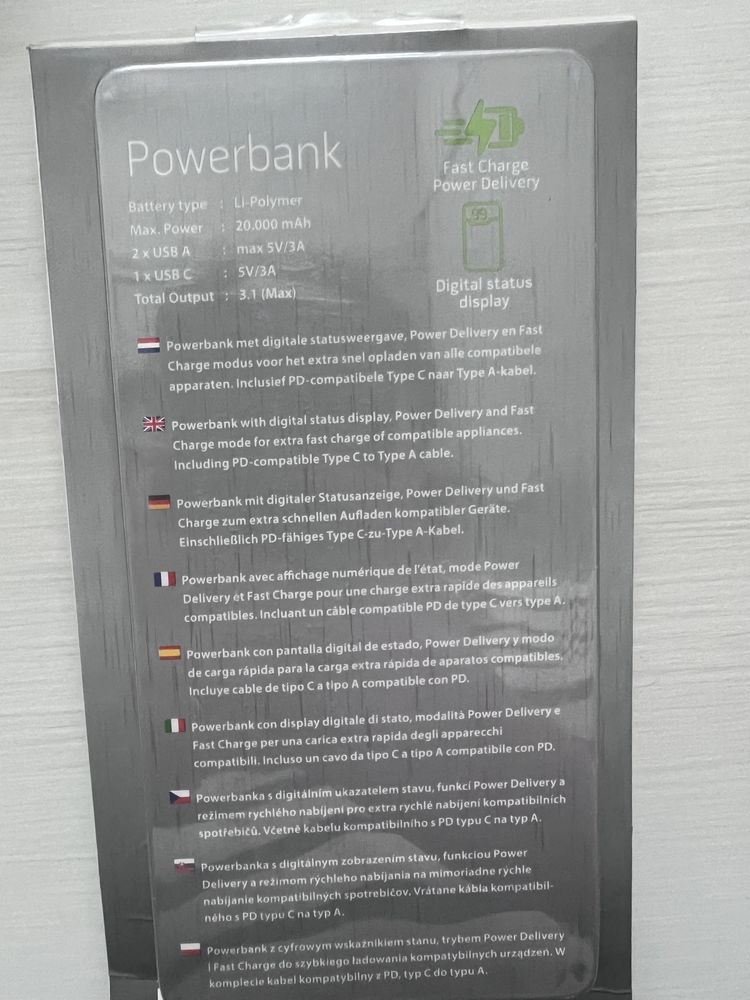 Powerbank
Battery type : Li-Polymer
Max. Power : 20.000 mAh
2 x USB A : max 5V/3A
1 x USB C : 5V/3A
Total Output : 3.1 (Max)
Fast Charge
Power Delivery
99
Digital status
display
Powerbank met digitale statusweergave, Power Delivery en Fast
Charge modus voor het extra snel opladen van alle compatibele
apparaten. Inclusief PD-compatibele Type C naar Type A-kabel.
Powerbank with digital status display, Power Delivery and Fast
Charge mode for extra fast charge of compatible appliances.
Including PD-compatible Type C to Type A cable.
Powerbank mit digitaler Statusanzeige, Power Delivery und Fast
Charge zum extra schnellen Aufladen kompatibler Geräte.
Einschließlich PD-fähiges Type C-zu-Type A-Kabel.
Powerbank avec affichage numérique de l'état, mode Power
Delivery et Fast Charge pour une charge extra rapide des appareils
compatibles. Incluant un câble compatible PD de type C vers type A.
Powerbank con pantalla digital de estado, Power Delivery y modo
de carga rápida para la carga extra rápida de aparatos compatibles.
Incluye cable de tipo C a tipo A compatible con PD.
Powerbank con display digitale di stato, modalità Power Delivery e
Fast Charge per una carica extra rapida degli apparecchi
compatibili. Incluso un cavo da tipo C a tipo A compatibile con PD.
Powerbanka s digitálním ukazatelem stavu, funkcí Power Delivery a
režimem rychlého nabíjení pro extra rychlé nabíjení kompatibilních
spotřebičů. Včetně kabelu kompatibilního s PD typu C na typ A.
Powerbanka s digitálnym zobrazením stavu, funkciou Power
Delivery a režimom rýchleho nabíjania na mimoriadne rýchle
nabíjanie kompatibilných spotrebičov. Vrátane kábla kompatibil-
ného s PD typu C na typ A.
Powerbank z cyfrowym wskaźnikiem stanu, trybem Power Delivery
i Fast Charge do szybkiego ładowania kompatybilnych urządzeń. W
komplecie kabel kompatybilny z PD, typ C do typu A.